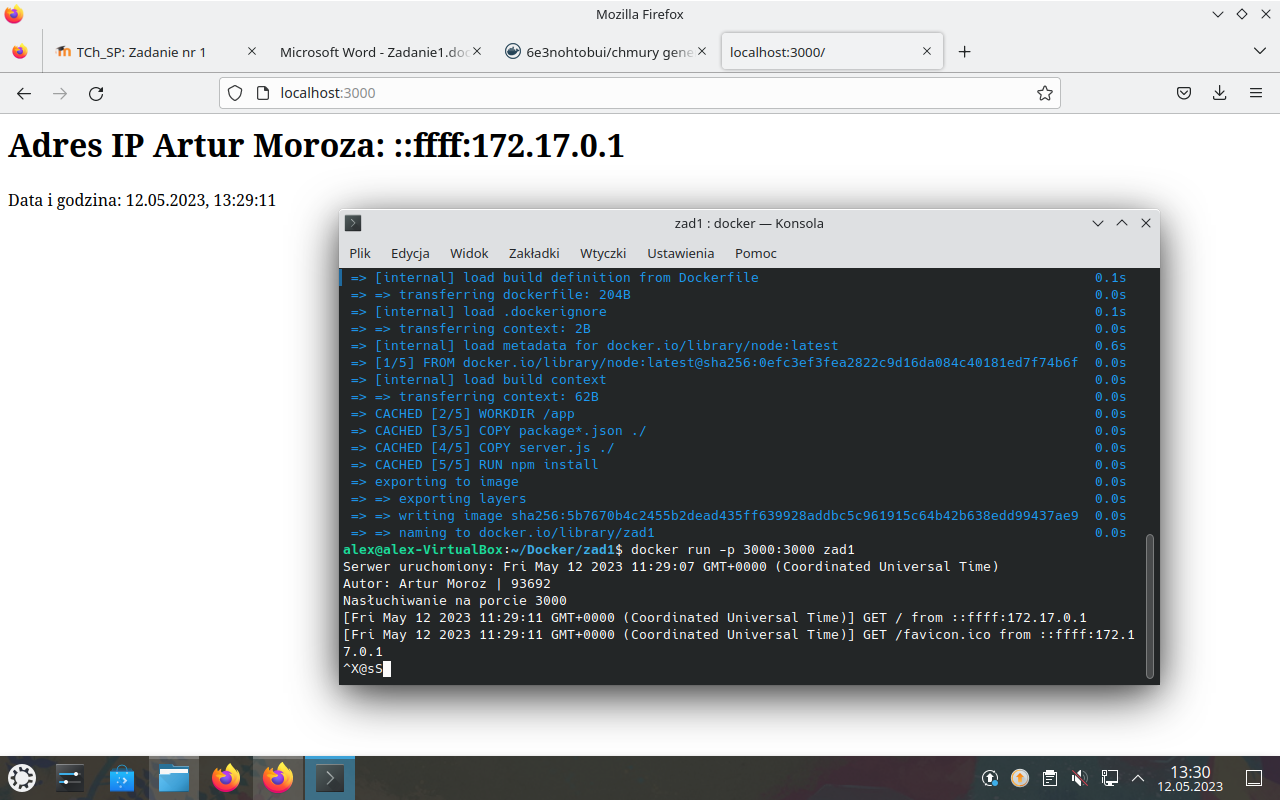 Mozilla Firefox
TCh_SP: Zadanie nr 1
Microsoft Word - Zadanie1.doc
6e3nohtobui/chmury gene
localhost:3000/
localhost:3000
Adres IP Artur Moroza: ::ffff:172.17.0.1
Data i godzina: 12.05.2023, 13:29:11
zad1 : docker — Konsola
Plik Edycja Widok Zakładki Wtyczki Ustawienia Pomoc
=> [internal] load build definition from Dockerfile 0.1s
=> => transferring dockerfile: 204B 0.0s
=> [internal] load .dockerignore 0.1s
=> => transferring context: 2B 0.0s
=> [internal] load metadata for docker.io/library/node:latest 0.6s
=> [1/5] FROM docker.io/library/node:latest@sha256:0efc3ef3fea2822c9d16da084c40181ed7f74b6f 0.0s
=> [internal] load build context 0.0s
=> => transferring context: 62B 0.0s
=> CACHED [2/5] WORKDIR /app 0.0s
=> CACHED [3/5] COPY package*.json ./ 0.0s
=> CACHED [4/5] COPY server.js ./ 0.0s
=> CACHED [5/5] RUN npm install 0.0s
=> exporting to image 0.0s
=> => exporting layers 0.0s
=> => writing image sha256:5b7670b4c2455b2dead435ff639928addbc5c961915c64b42b638edd99437ae9 0.0s
=> => naming to docker.io/library/zad1 0.0s
alex@alex-VirtualBox:~/Docker/zad1$ docker run -p 3000:3000 zad1
Serwer uruchomiony: Fri May 12 2023 11:29:07 GMT+0000 (Coordinated Universal Time)
Autor: Artur Moroz | 93692
Nasłuchiwanie na porcie 3000
[Fri May 12 2023 11:29:11 GMT+0000 (Coordinated Universal Time)] GET / from ::ffff:172.17.0.1
[Fri May 12 2023 11:29:11 GMT+0000 (Coordinated Universal Time)] GET /favicon.ico from ::ffff:172.1
7.0.1
^X@sS
13:30
12.05.2023